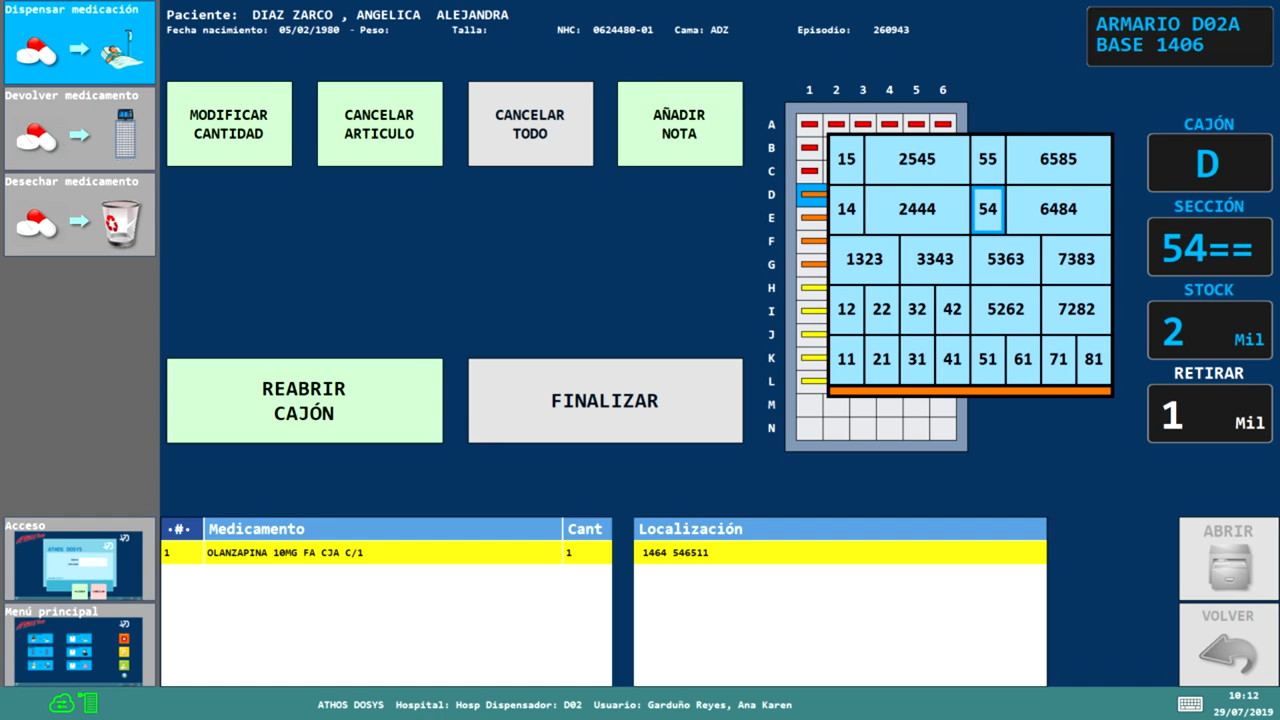 Dispensar medicación
Devolver medicamento
Desechar medicamento
Paciente: DIAZ ZARCO , ANGELICA ALEJANDRA
Fecha nacimiento: 05/02/1980 - Peso: Talla: NHC: 0624480-01 Cama: ADZ Episodio: 260943
ARMARIO D02A
BASE 1406
MODIFICAR
CANTIDAD
CANCELAR
ARTICULO
CANCELAR
TODO
AÑADIR
NOTA
REABRIR
CAJÓN
FINALIZAR
1 2 3 4 5 6
A
B
C
D
E
F
G
H
I
J
K
L
M
N
15 2545 55 6585
14 2444 54 6484
1323 3343 5363 7383
12 22 32 42 5262 7282
11 21 31 41 51 61 71 81
CAJÓN
D
SECCIÓN
54==
STOCK
2 Mil
RETIRAR
1 Mil
Acceso
ATHOS DOSYS
Menú principal
·#· Medicamento Cant
1 OLANZAPINA 10MG FA CJA C/1 1
Localización
1464 546511
ABRIR
VOLVER
ATHOS DOSYS Hospital: Hosp Dispensador: D02 Usuario: Garduño Reyes, Ana Karen
10:12
29/07/2019